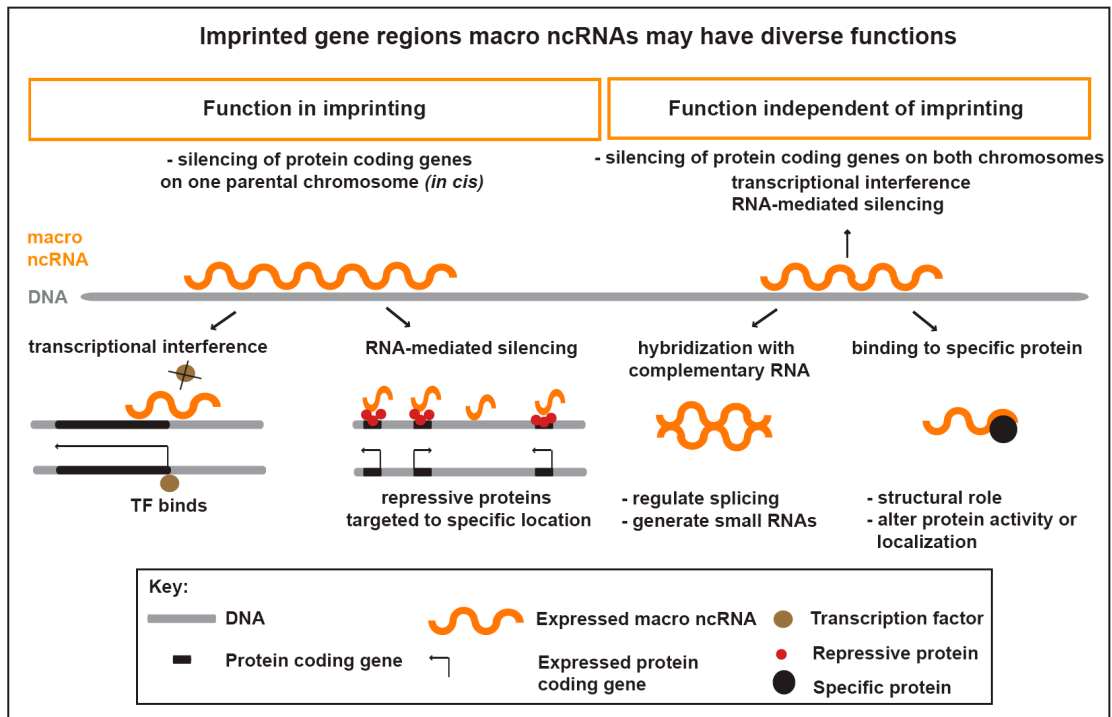 Imprinted gene regions macro ncRNAs may have diverse functions
Function in imprinting
Function independent of imprinting
- silencing of protein coding genes
on one parental chromosome (in cis)
- silencing of protein coding genes on both chromosomes
transcriptional interference
RNA-mediated silencing
macro
ncRNA
DNA
transcriptional interference
TF binds
RNA-mediated silencing
repressive proteins
targeted to specific location
hybridization with
complementary RNA
- regulate splicing
- generate small RNAs
binding to specific protein
- structural role
- alter protein activity or
localization
Key:
DNA
Protein coding gene
Expressed macro ncRNA
Expressed protein
coding gene
Transcription factor
Repressive protein
Specific protein